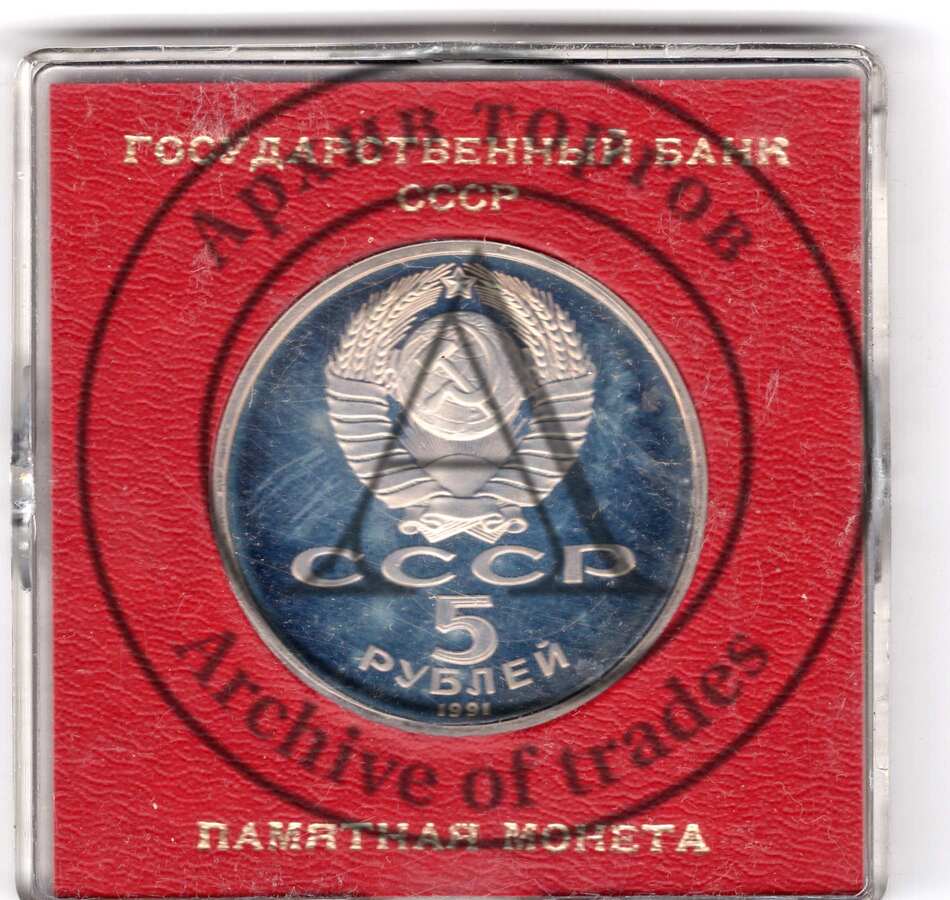 ГОСУДАРСТВЕННЫЙ БАНК
СССР
Архив торгов
СССР
5
РУБЛЕЙ
1991
Archive of trades
ПАМЯТНАЯ МОНЕТА